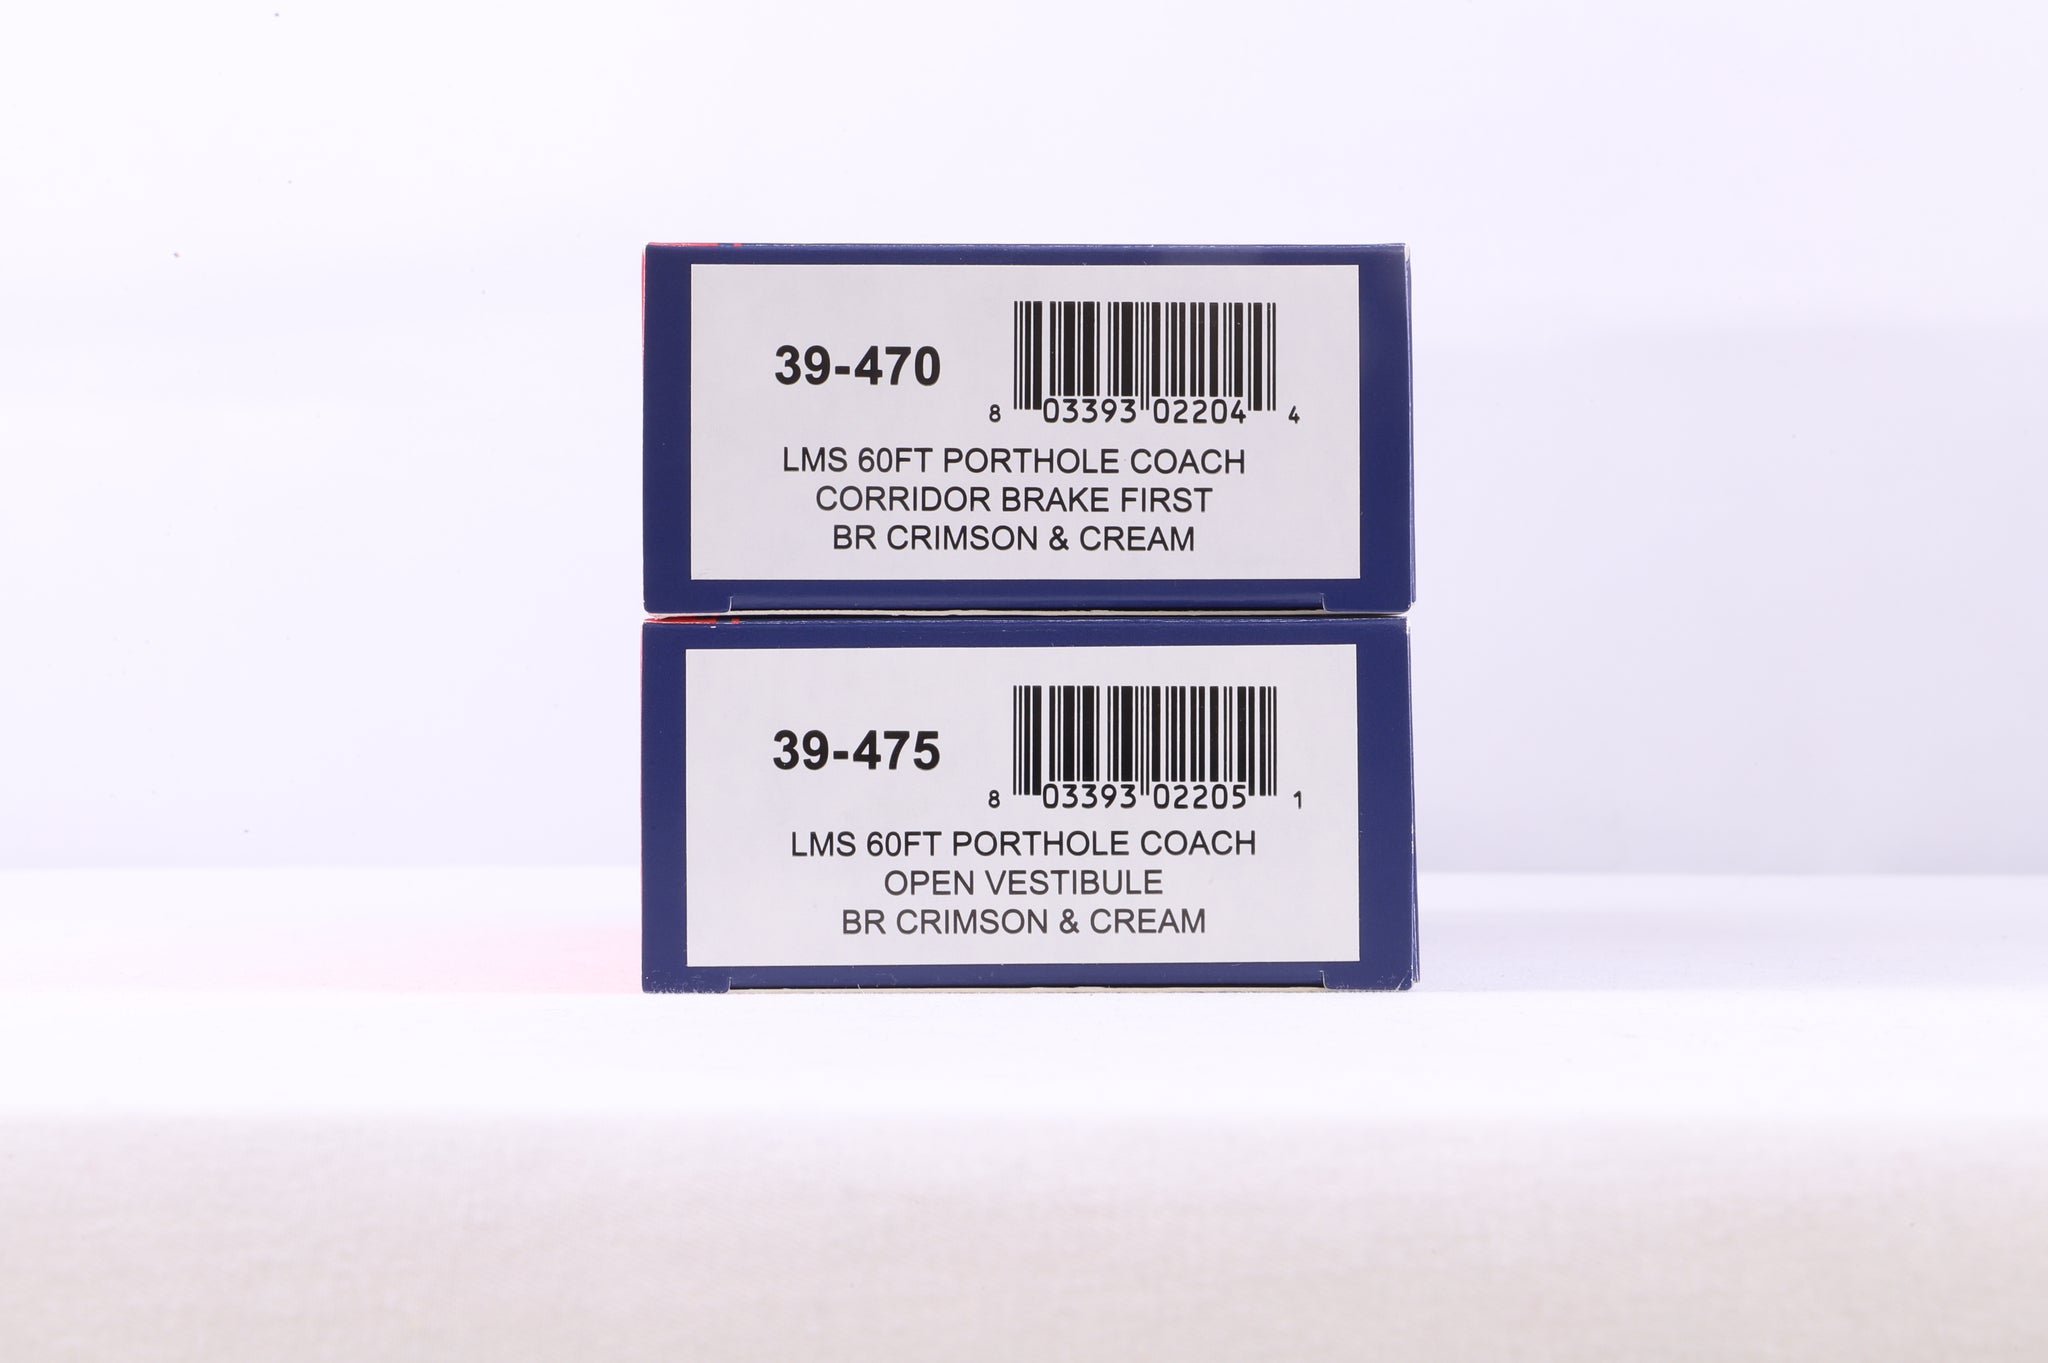 39-470
8 03393 02204 4
LMS 60FT PORTHOLE COACH
CORRIDOR BRAKE FIRST
BR CRIMSON & CREAM
39-475
8 03393 02205 1
LMS 60FT PORTHOLE COACH
OPEN VESTIBULE
BR CRIMSON & CREAM